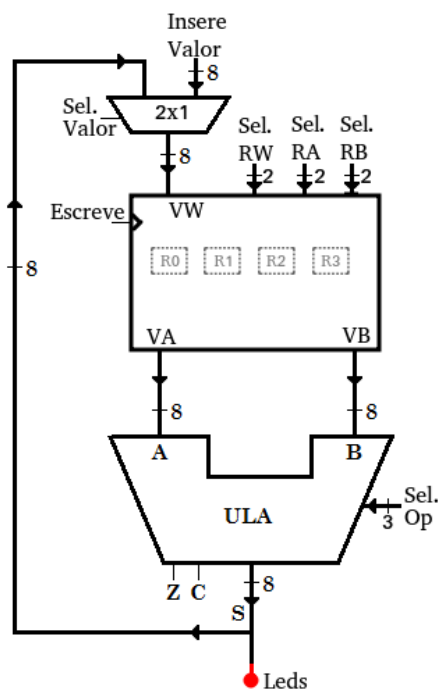 Insere
Valor
8
Sel.
Valor
2x1
8
Sel.
RW
Sel.
RA
Sel.
RB
2
2
2
Escreve
VW
R0
R1
R2
R3
8
VA
VB
8
8
A
B
ULA
Sel.
Op
3
Z
C
8
S
Leds